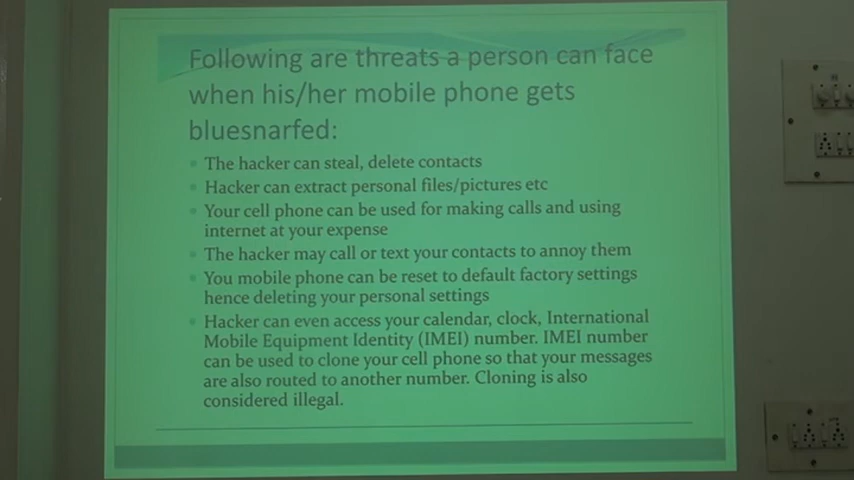 Following are threats a person can face
when his/her mobile phone gets
bluesnarfed:
The hacker can steal, delete contacts
Hacker can extract personal files/pictures etc
Your cell phone can be used for making calls and using
internet at your expense
The hacker may call or text your contacts to annoy them
You mobile phone can be reset to default factory settings
hence deleting your personal settings
Hacker can even access your calendar, clock, International
Mobile Equipment Identity (IMEI) number. IMEI number
can be used to clone your cell phone so that your messages
are also routed to another number. Cloning is also
considered illegal.